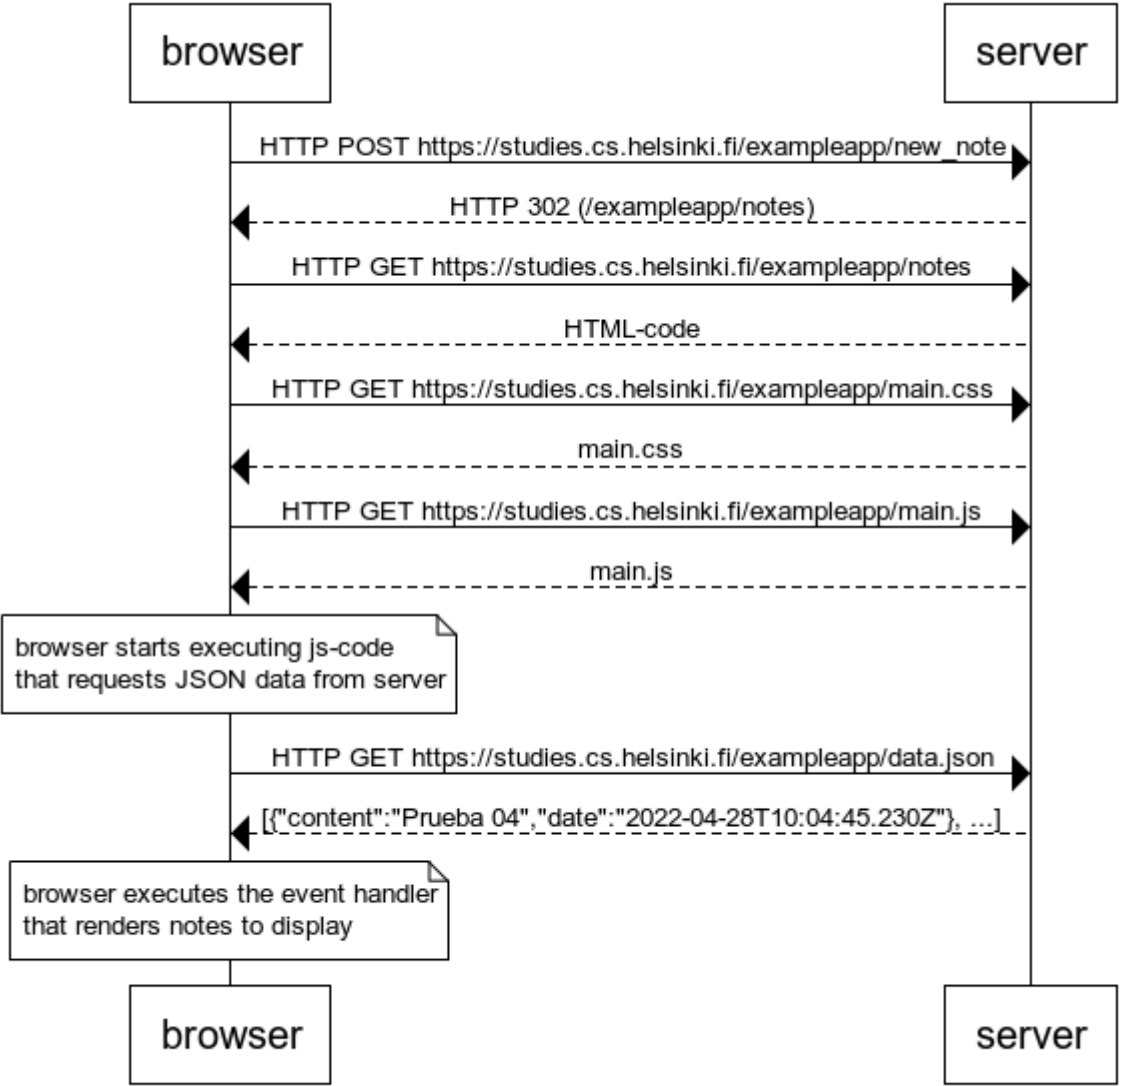 browser
server
HTTP POST https://studies.cs.helsinki.fi/exampleapp/new_note
HTTP 302 (/exampleapp/notes)
HTTP GET https://studies.cs.helsinki.fi/exampleapp/notes
HTML-code
HTTP GET https://studies.cs.helsinki.fi/exampleapp/main.css
main.css
HTTP GET https://studies.cs.helsinki.fi/exampleapp/main.js
main.js
browser starts executing js-code
that requests JSON data from server
HTTP GET https://studies.cs.helsinki.fi/exampleapp/data.json
[{"content":"Prueba 04","date":"2022-04-28T10:04:45.230Z"}, ...]
browser executes the event handler
that renders notes to display
browser
server